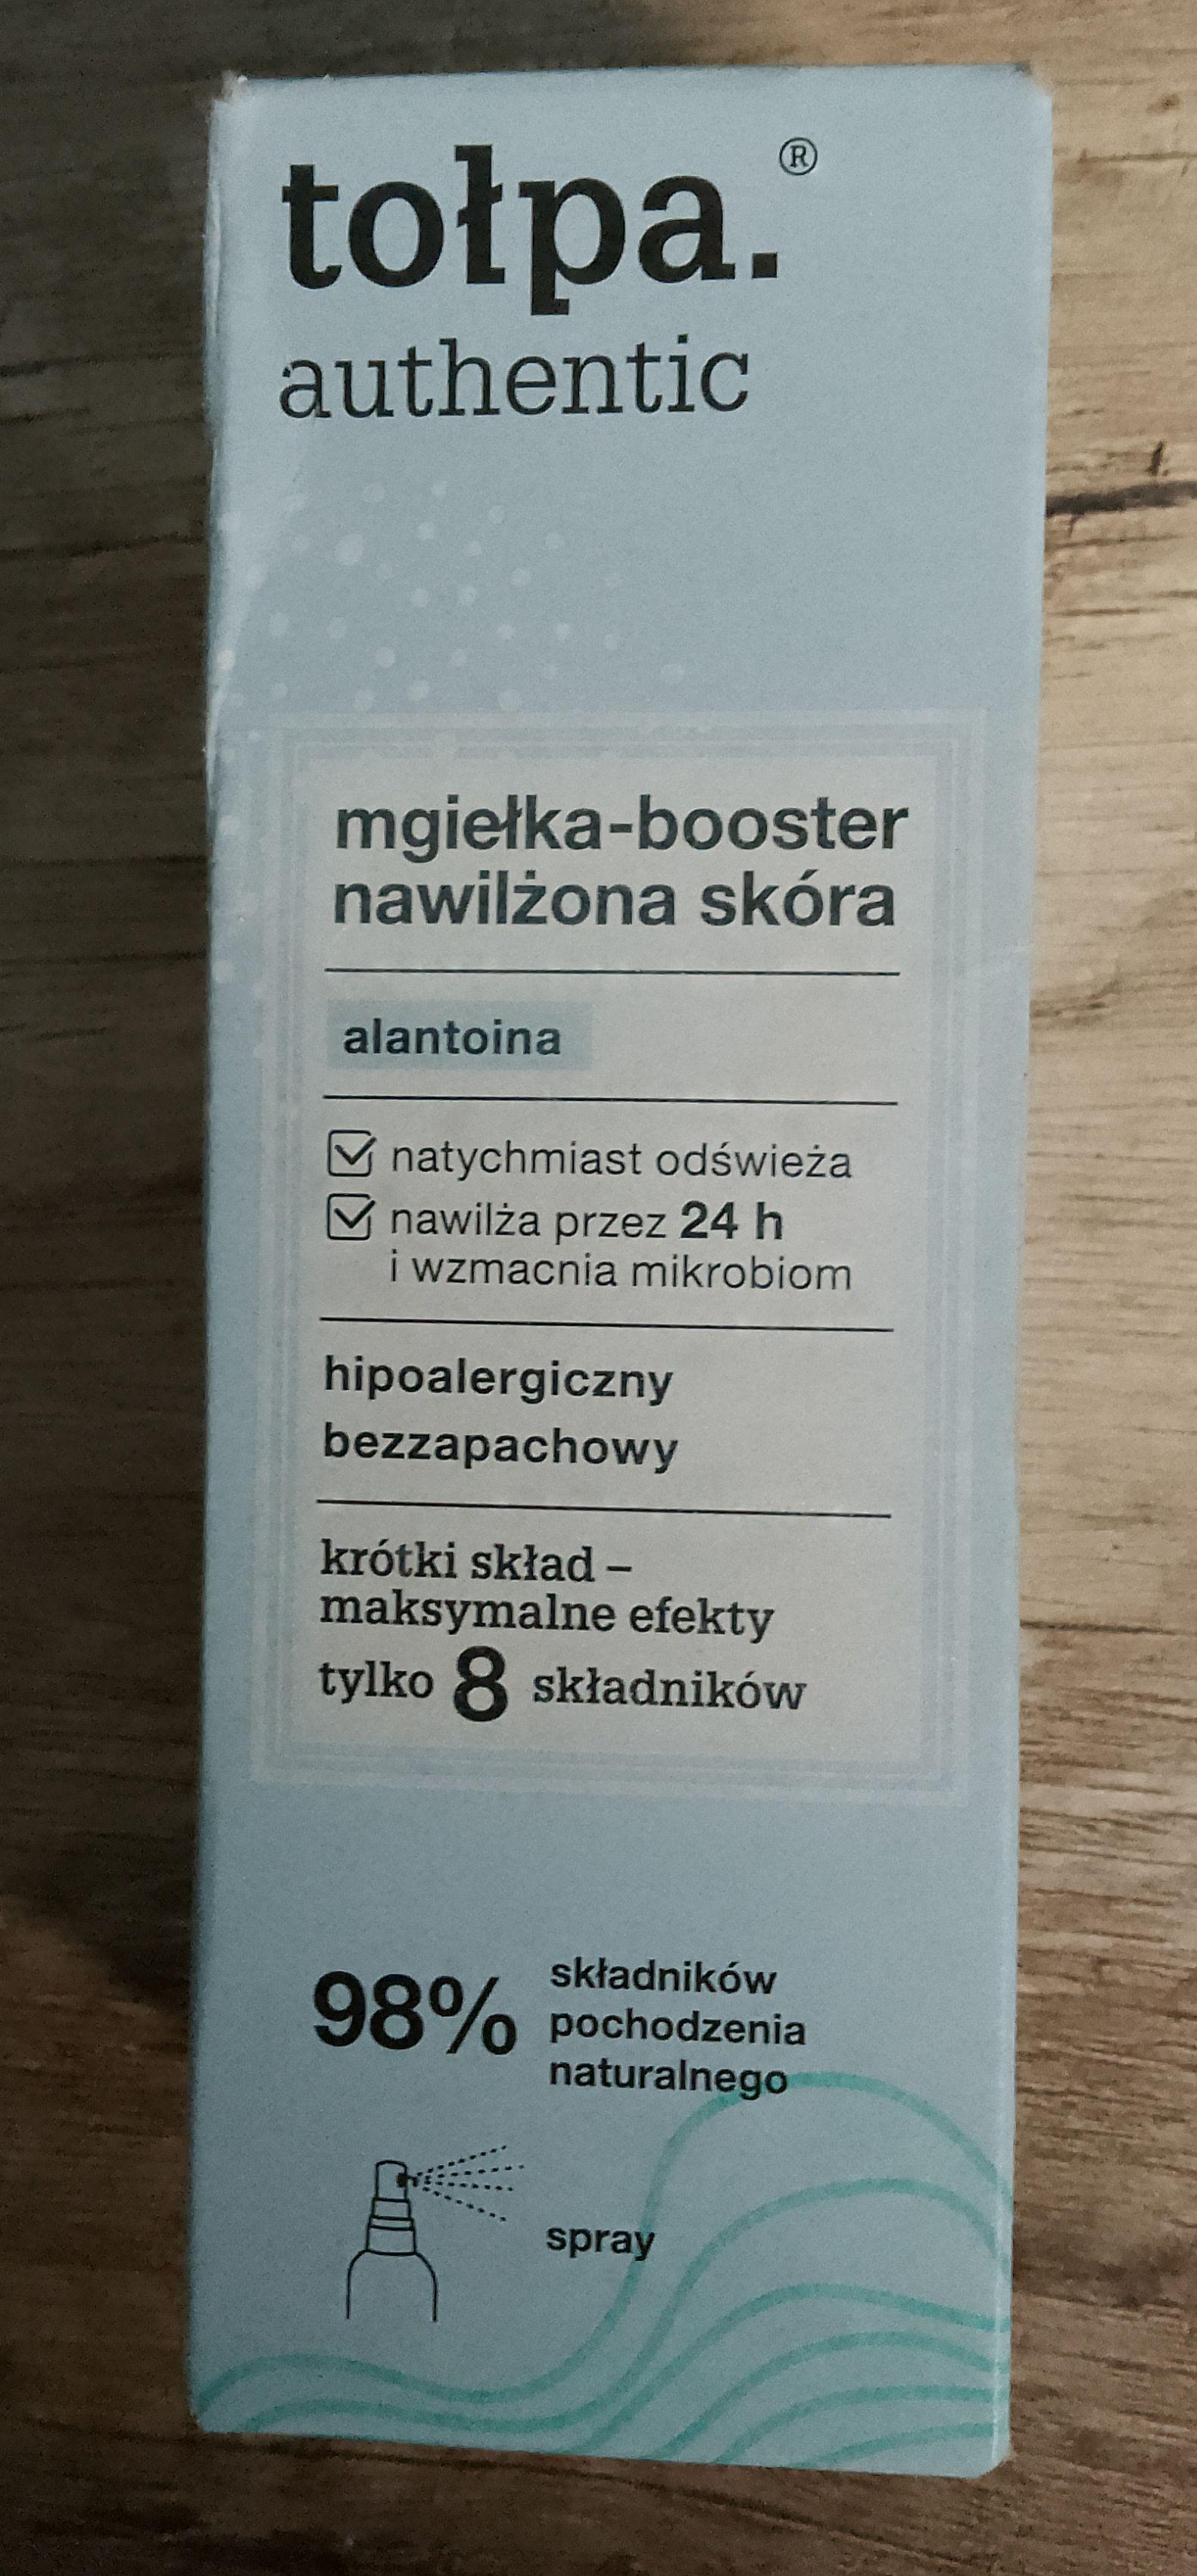 tołpa.®
authentic
mgiełka-booster
nawilżona skóra
alantoina
natychmiast odświeża
nawilża przez 24 h
i wzmacnia mikrobiom
hipoalergiczny
bezzapachowy
krótki skład –
maksymalne efekty
tylko 8 składników
98% składników
pochodzenia
naturalnego
spray